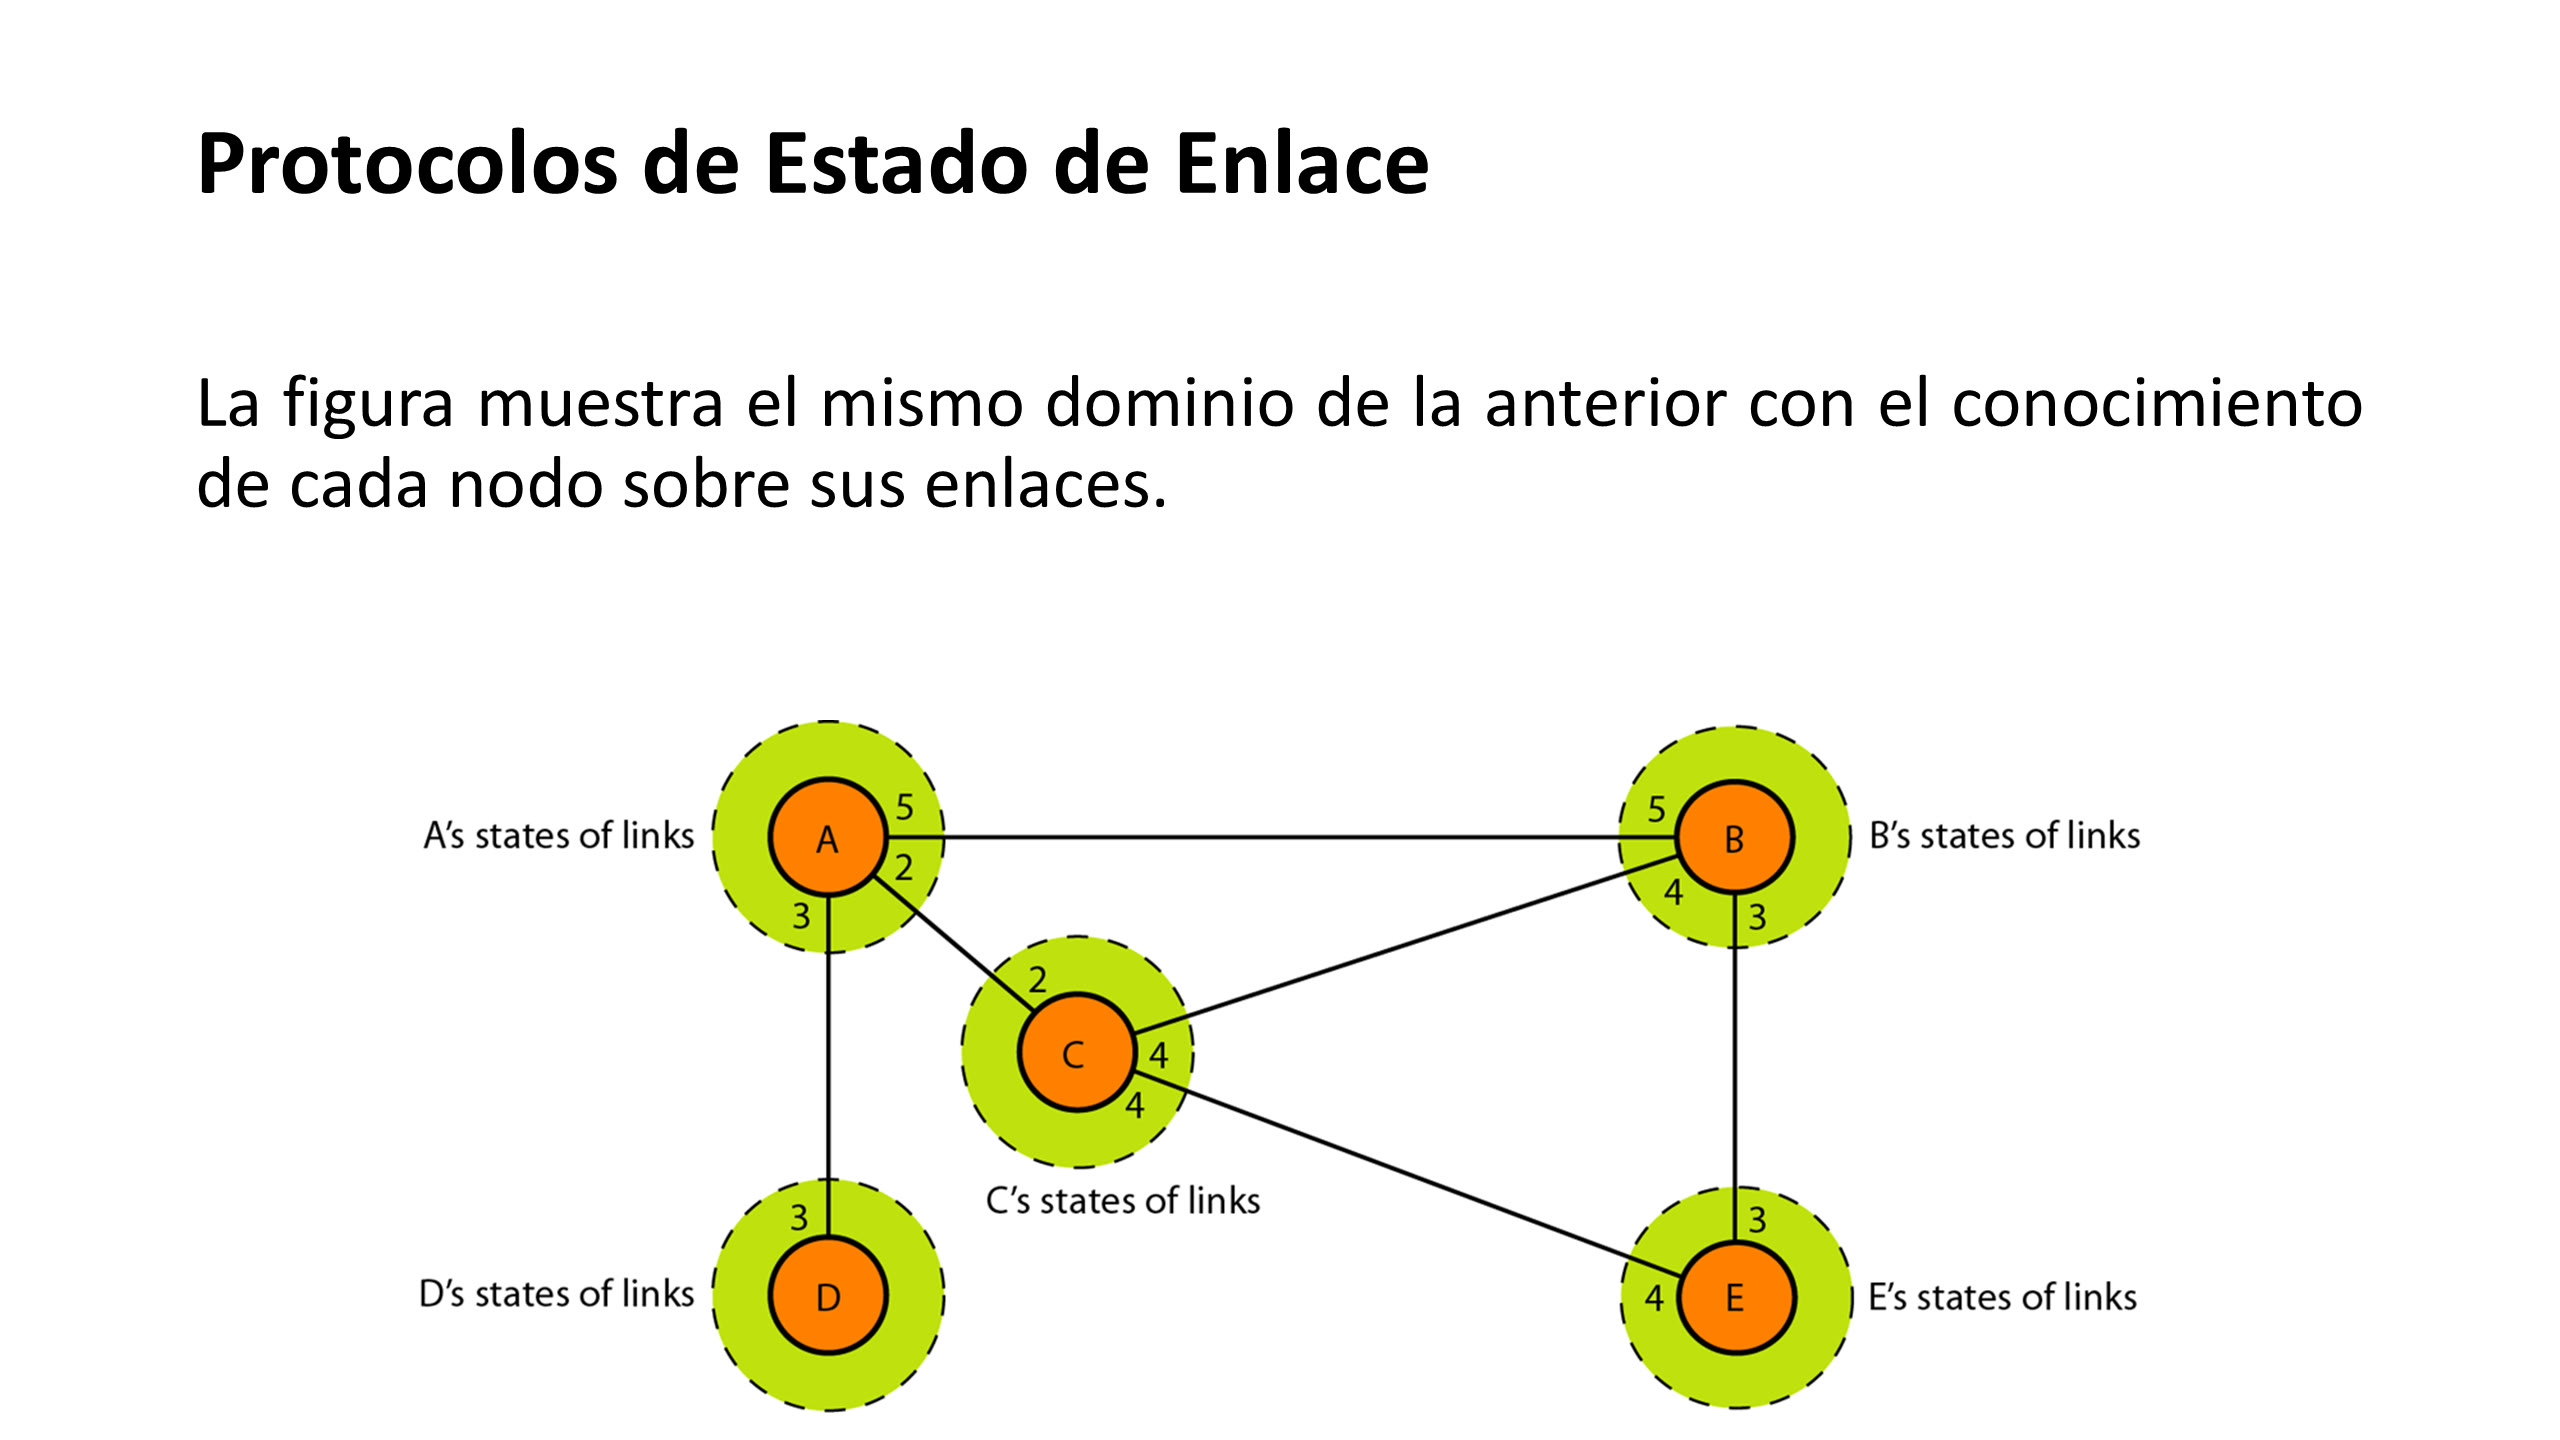 Protocolos de Estado de Enlace
La figura muestra el mismo dominio de la anterior con el conocimiento
de cada nodo sobre sus enlaces.
A's states of links
A
5
2
3
5
4
3
B
B's states of links
2
C
4
4
C's states of links
3
D
D's states of links
3
4
E
E's states of links